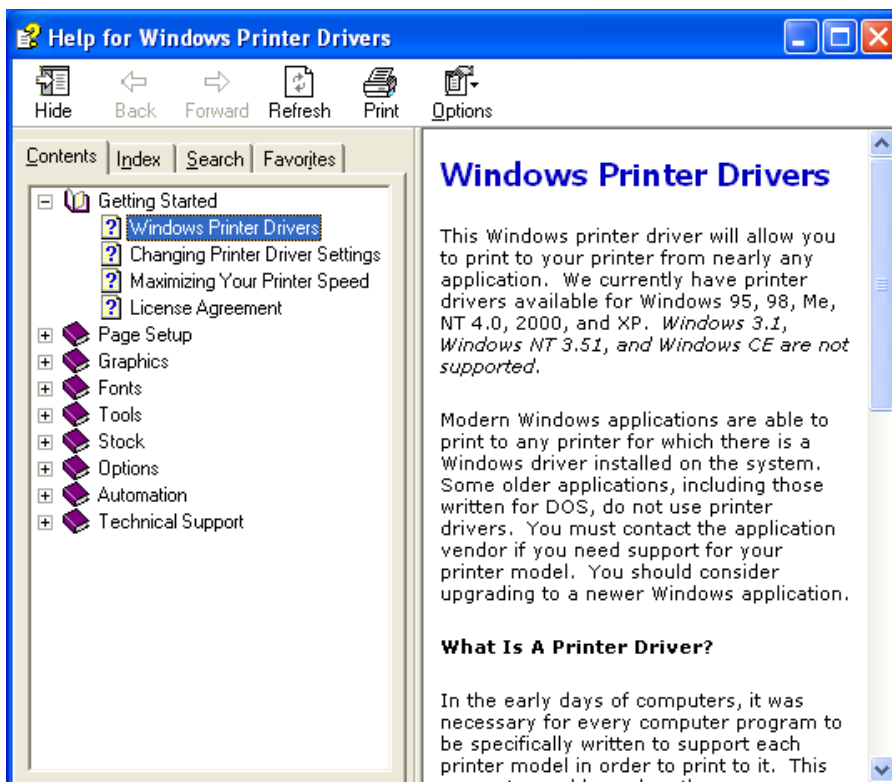 Help for Windows Printer Drivers
Hide Back Forward Refresh Print Options
Contents Index Search Favorites
Getting Started
Windows Printer Drivers
Changing Printer Driver Settings
Maximizing Your Printer Speed
License Agreement
Page Setup
Graphics
Fonts
Tools
Stock
Options
Automation
Technical Support
Windows Printer Drivers
This Windows printer driver will allow you
to print to your printer from nearly any
application. We currently have printer
drivers available for Windows 95, 98, Me,
NT 4.0, 2000, and XP. Windows 3.1,
Windows NT 3.51, and Windows CE are not
supported.
Modern Windows applications are able to
print to any printer for which there is a
Windows driver installed on the system.
Some older applications, including those
written for DOS, do not use printer
drivers. You must contact the application
vendor if you need support for your
printer model. You should consider
upgrading to a newer Windows application.
What Is A Printer Driver?
In the early days of computers, it was
necessary for every computer program to
be specifically written to support each
printer model in order to print to it. This